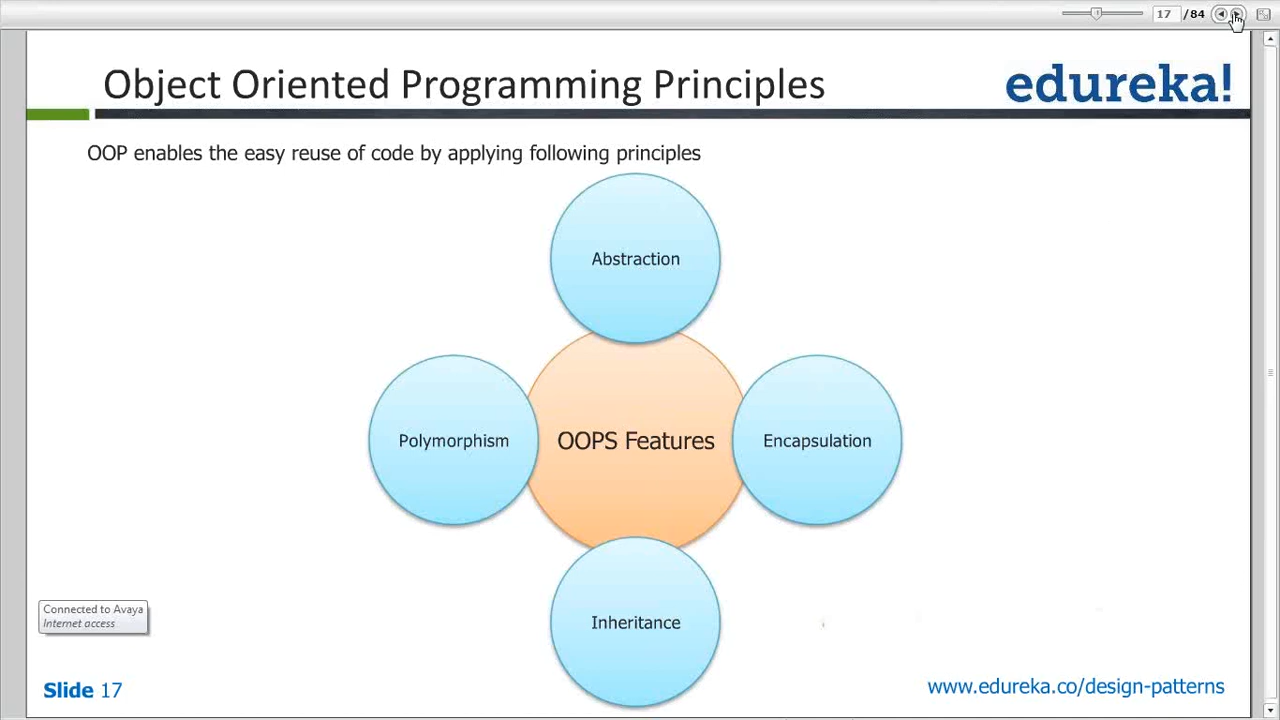 17 /84
Object Oriented Programming Principles
edureka!
OOP enables the easy reuse of code by applying following principles
Abstraction
Polymorphism
OOPS Features
Encapsulation
Inheritance
Connected to Avaya
Internet access
Slide 17
www.edureka.co/design-patterns